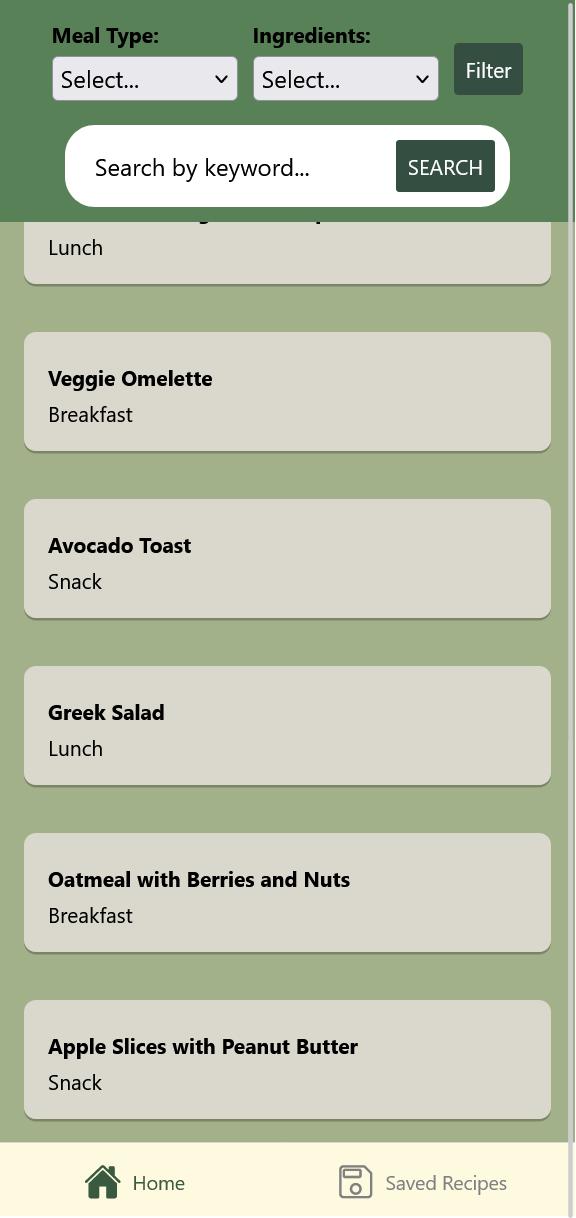 Meal Type: Ingredients:
Select... Select... Filter
Search by keyword... SEARCH
Lunch
Veggie Omelette
Breakfast
Avocado Toast
Snack
Greek Salad
Lunch
Oatmeal with Berries and Nuts
Breakfast
Apple Slices with Peanut Butter
Snack
Home Saved Recipes